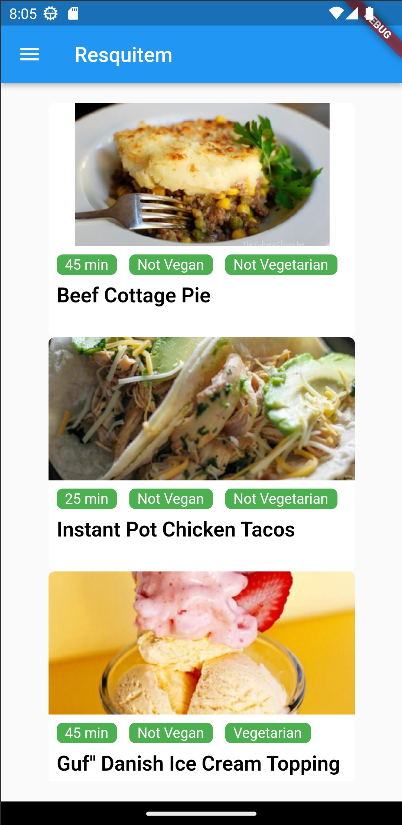 8:05
DEBUG
Resquitem
45 min Not Vegan Not Vegetarian
Beef Cottage Pie
25 min Not Vegan Not Vegetarian
Instant Pot Chicken Tacos
45 min Not Vegan Vegetarian
Guf" Danish Ice Cream Topping